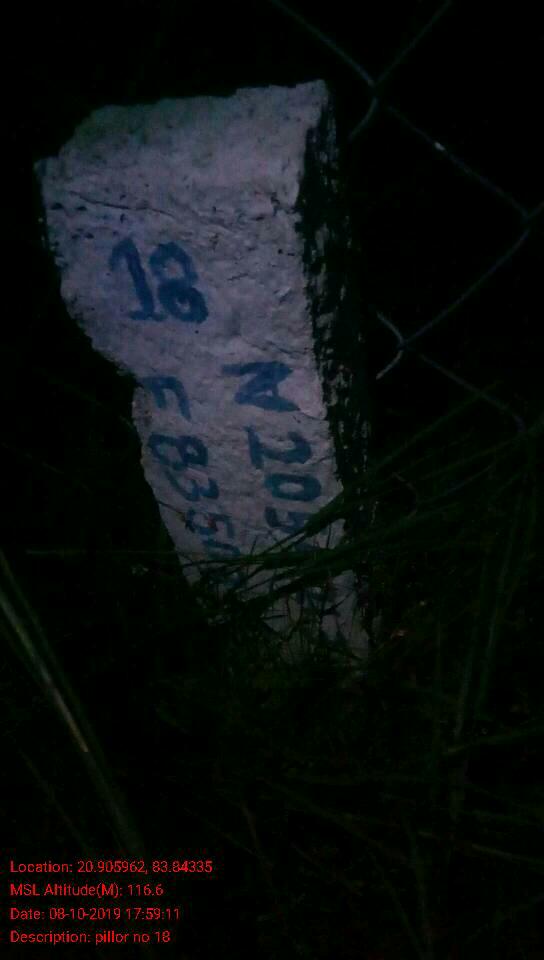 18
N 205
E 8350
Location: 20.905962, 83.84335
MSL Altitude(M): 116.6
Date: 08-10-2019 17:59:11
Description: pillor no 18